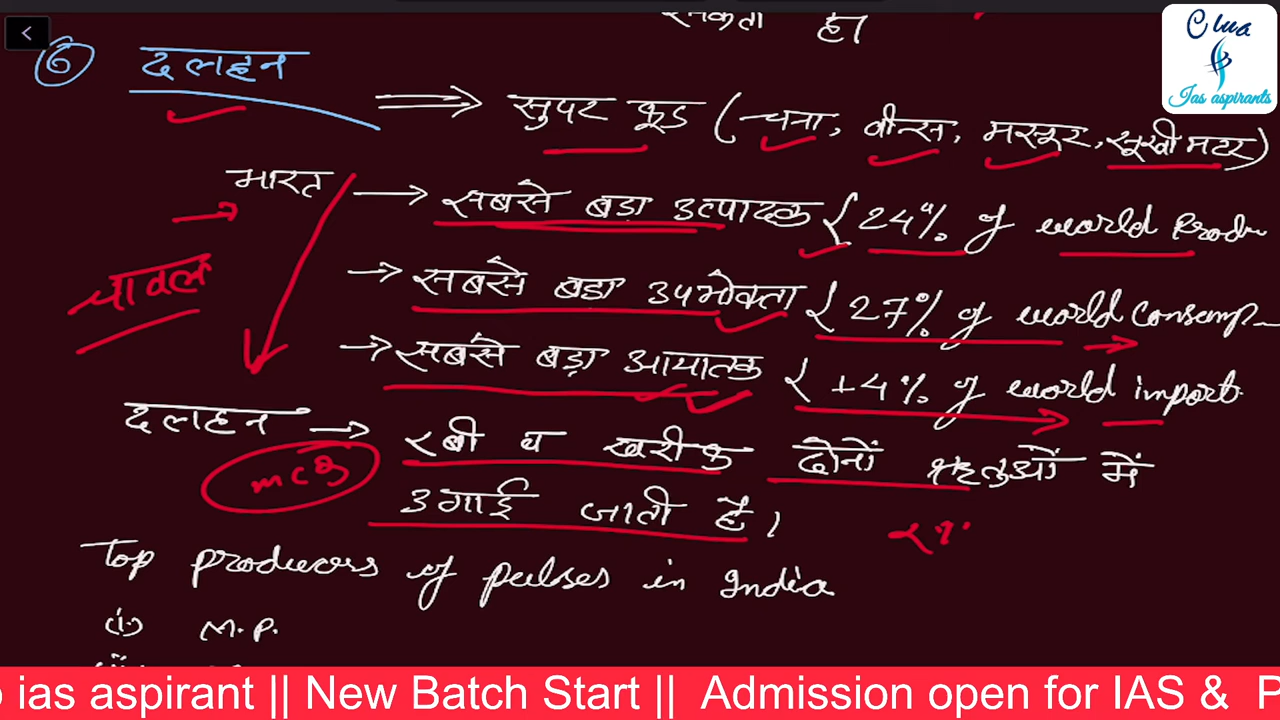 सकता है।
Clua
Ias aspirants
⑥ दलहन
⇒ सुपर फूड (चना, बीन्स, मसूर, सूखी मटर)
भारत → सबसे बड़ा उत्पादक { 24% of world Produ
चावल
→ सबसे बडा उपभोक्ता { 27% of world consemp-
→ सबसे बड़ा आयातक { 14% of world import.
दलहन → रबी व खरीफ दोनों ऋतुओं में
mcq
उगाई जाती है।
Top producers of pulses in India
(i) M.P.
o ias aspirant || New Batch Start || Admission open for IAS & P